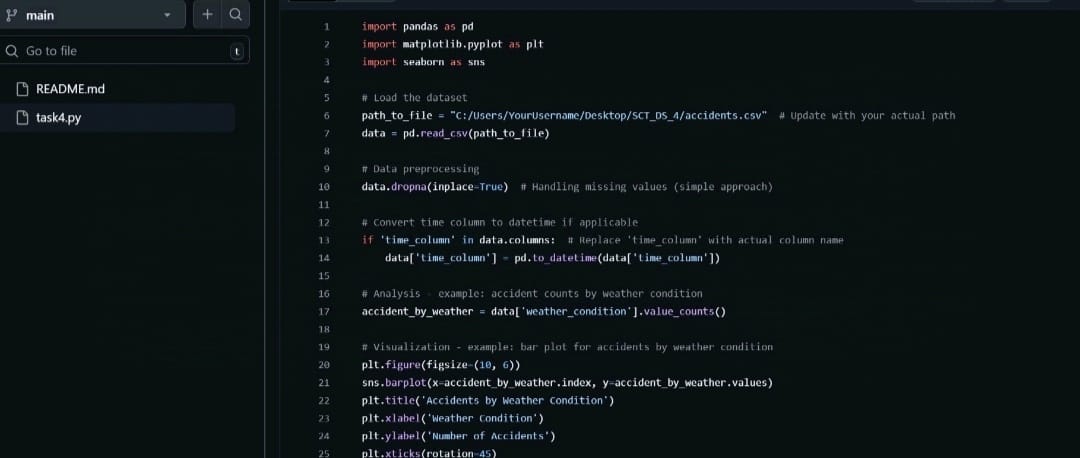 main
Go to file
t
README.md
task4.py
1 import pandas as pd
2 import matplotlib.pyplot as plt
3 import seaborn as sns
4
5 # Load the dataset
6 path_to_file = "C:/Users/YourUsername/Desktop/SCT_DS_4/accidents.csv"  # Update with your actual path
7 data = pd.read_csv(path_to_file)
8
9 # Data preprocessing
10 data.dropna(inplace=True)  # Handling missing values (simple approach)
11
12 # Convert time column to datetime if applicable
13 if 'time_column' in data.columns:  # Replace 'time_column' with actual column name
14     data['time_column'] = pd.to_datetime(data['time_column'])
15
16 # Analysis - example: accident counts by weather condition
17 accident_by_weather = data['weather_condition'].value_counts()
18
19 # Visualization - example: bar plot for accidents by weather condition
20 plt.figure(figsize=(10, 6))
21 sns.barplot(x=accident_by_weather.index, y=accident_by_weather.values)
22 plt.title('Accidents by Weather Condition')
23 plt.xlabel('Weather Condition')
24 plt.ylabel('Number of Accidents')
25 plt.xticks(rotation=45)